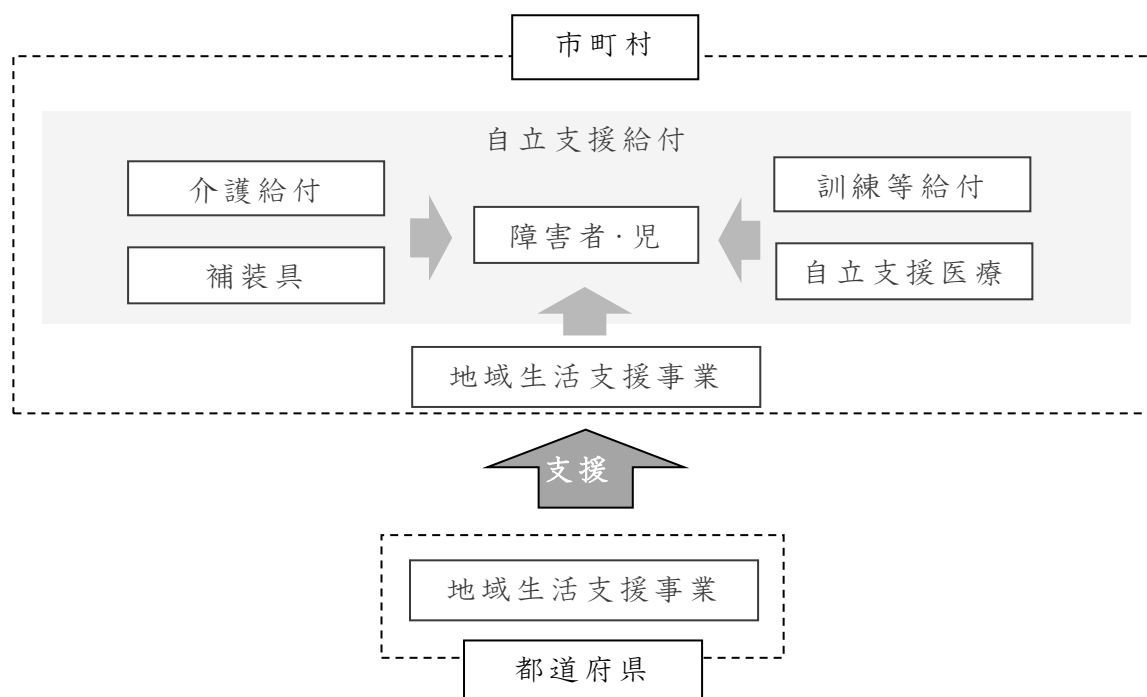 市町村
自立支援給付
介護給付
訓練等給付
障害者・児
補装具
自立支援医療
地域生活支援事業
支援
地域生活支援事業
都道府県